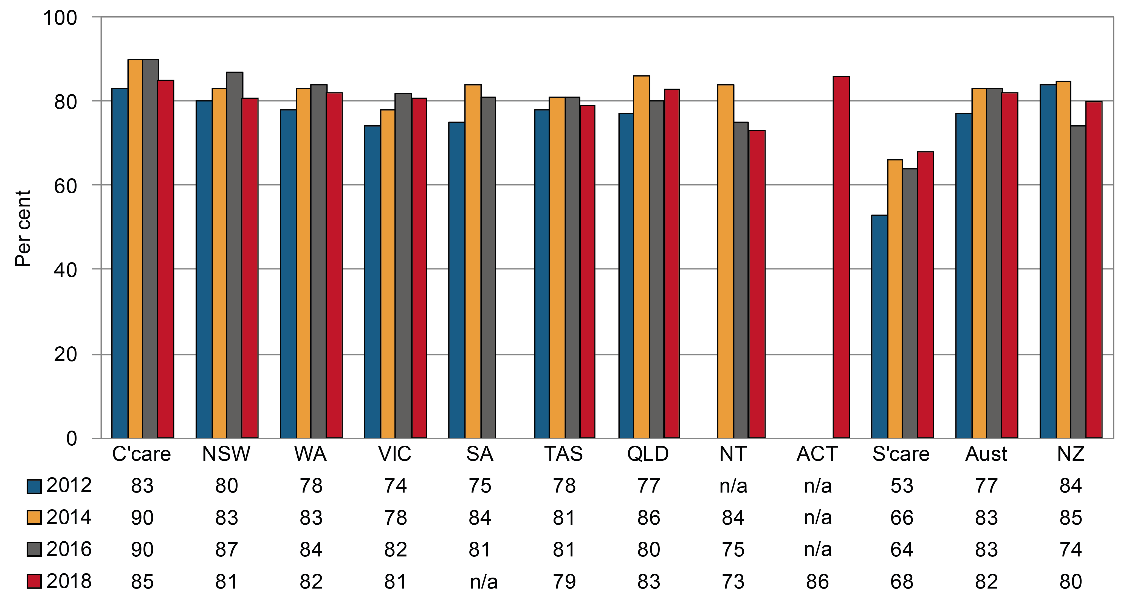 100
80
60
40
20
0
Per cent
C'care NSW WA VIC SA TAS QLD NT ACT S'care Aust NZ
2012 83 80 78 74 75 78 77 n/a n/a 53 77 84
2014 90 83 83 78 84 81 86 84 n/a 66 83 85
2016 90 87 84 82 81 81 80 75 n/a 64 83 74
2018 85 81 82 81 n/a 79 83 73 86 68 82 80